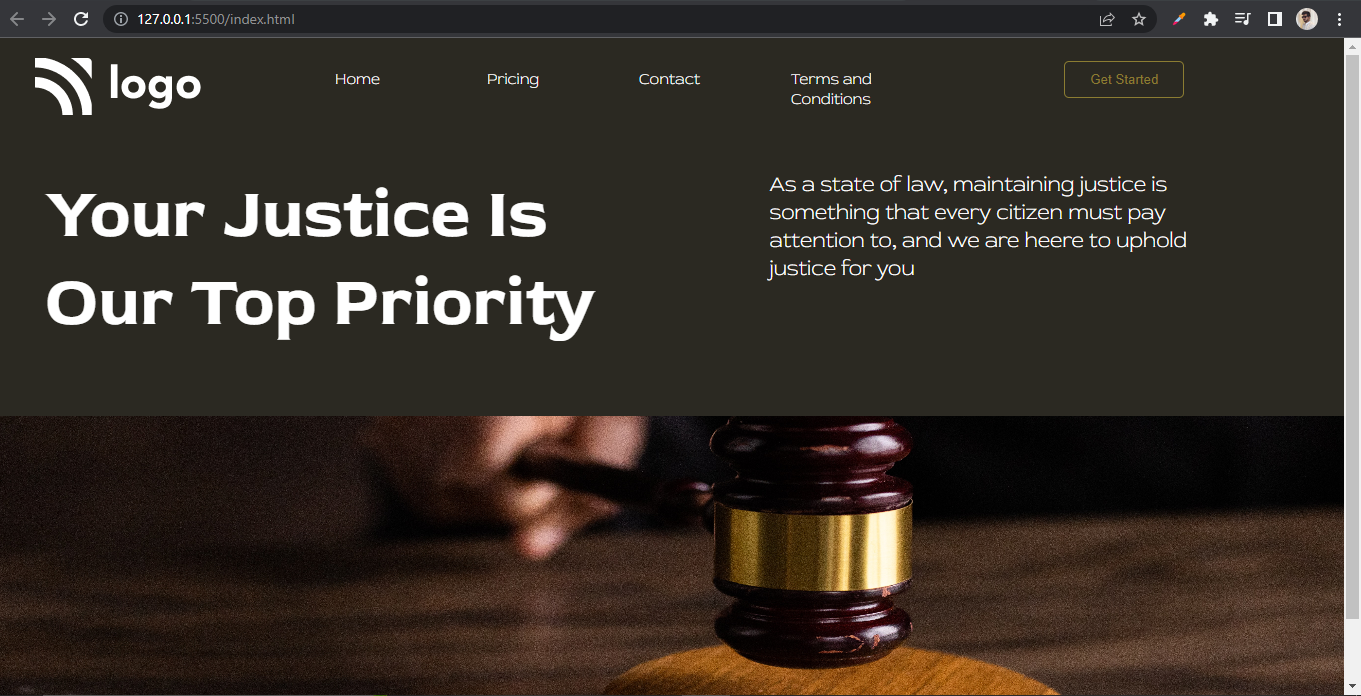 127.0.0.1:5500/index.html
logo
Home
Pricing
Contact
Terms and
Conditions
Get Started
Your Justice Is
Our Top Priority
As a state of law, maintaining justice is
something that every citizen must pay
attention to, and we are heere to uphold
justice for you